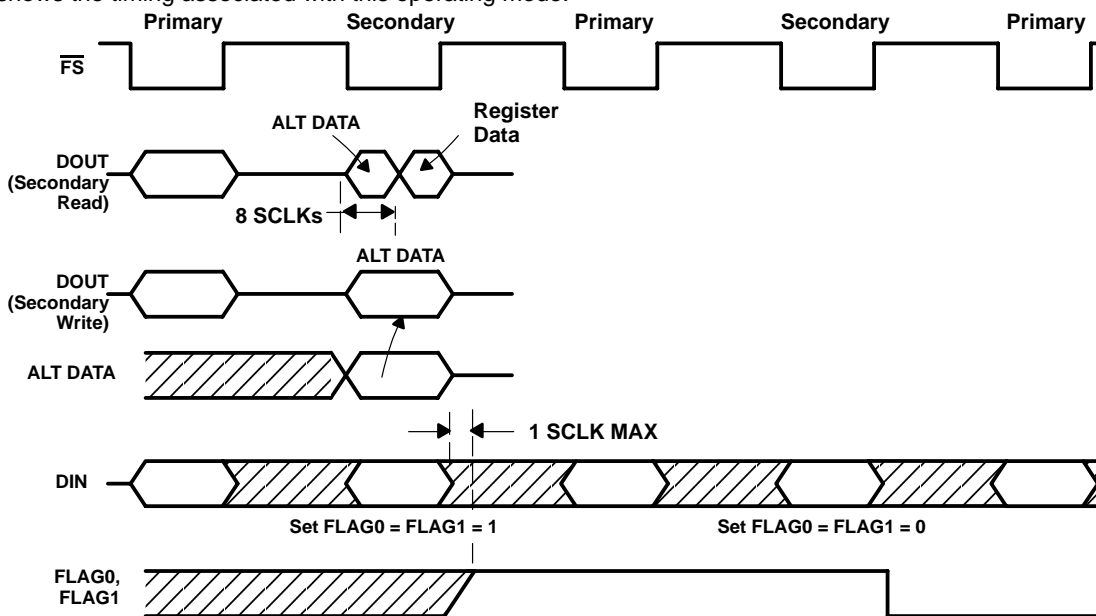 shows the timing associated with this operating mode.
Primary Secondary Primary Secondary Primary
FS
ALT DATA
Register
Data
DOUT
(Secondary
Read)
8 SCLKs
ALT DATA
DOUT
(Secondary
Write)
ALT DATA
1 SCLK MAX
DIN
Set FLAG0 = FLAG1 = 1 Set FLAG0 = FLAG1 = 0
FLAG0,
FLAG1